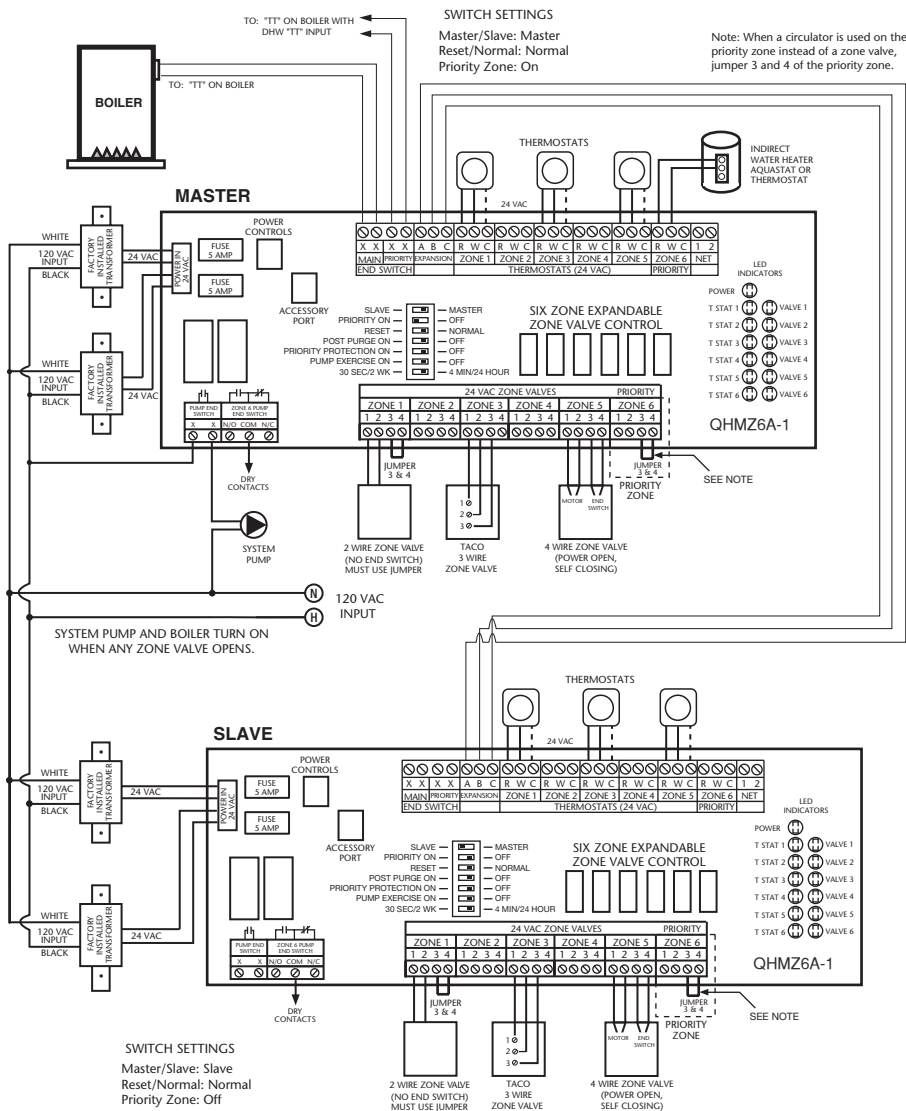 TO: "TT" ON BOILER WITH
DHW "TT" INPUT
SWITCH SETTINGS
Master/Slave: Master
Reset/Normal: Normal
Priority Zone: On
Note: When a circulator is used on the
priority zone instead of a zone valve,
jumper 3 and 4 of the priority zone.
BOILER
TO: "TT" ON BOILER
THERMOSTATS
INDIRECT
WATER HEATER
AQUASTAT OR
THERMOSTAT
MASTER
24 VAC
WHITE
120 VAC
INPUT
BLACK
FACTORY
INSTALLED
TRANSFORMER
24 VAC
POWER IN
24 VAC
FUSE
5 AMP
FUSE
5 AMP
POWER
CONTROLS
ACCESSORY
PORT
X X X X A B C R W C R W C R W C R W C R W C R W C 1 2
MAIN PRIORITY EXPANSION ZONE 1 ZONE 2 ZONE 3 ZONE 4 ZONE 5 ZONE 6 NET
END SWITCH THERMOSTATS (24 VAC) PRIORITY
LED
INDICATORS
POWER
T STAT 1 VALVE 1
T STAT 2 VALVE 2
T STAT 3 VALVE 3
T STAT 4 VALVE 4
T STAT 5 VALVE 5
T STAT 6 VALVE 6
SLAVE – – MASTER
PRIORITY ON – – OFF
RESET – – NORMAL
POST PURGE ON – – OFF
PRIORITY PROTECTION ON – – OFF
PUMP EXERCISE ON – – OFF
30 SEC/2 WK – – 4 MIN/24 HOUR
SIX ZONE EXPANDABLE
ZONE VALVE CONTROL
WHITE
120 VAC
INPUT
BLACK
FACTORY
INSTALLED
TRANSFORMER
24 VAC
PUMP END
SWITCH
X X
ZONE 6 PUMP
END SWITCH
N/O COM N/C
DRY
CONTACTS
24 VAC ZONE VALVES PRIORITY
ZONE 1 ZONE 2 ZONE 3 ZONE 4 ZONE 5 ZONE 6
1 2 3 4 1 2 3 4 1 2 3 4 1 2 3 4 1 2 3 4 1 2 3 4
QHMZ6A-1
JUMPER
3 & 4
1
2
3
MOTOR
END
SWITCH
JUMPER
3 & 4
PRIORITY
ZONE
SEE NOTE
SYSTEM
PUMP
2 WIRE ZONE VALVE
(NO END SWITCH)
MUST USE JUMPER
TACO
3 WIRE
ZONE VALVE
4 WIRE ZONE VALVE
(POWER OPEN,
SELF CLOSING)
N
H
120 VAC
INPUT
SYSTEM PUMP AND BOILER TURN ON
WHEN ANY ZONE VALVE OPENS.
THERMOSTATS
SLAVE
24 VAC
WHITE
120 VAC
INPUT
BLACK
FACTORY
INSTALLED
TRANSFORMER
24 VAC
POWER IN
24 VAC
FUSE
5 AMP
FUSE
5 AMP
POWER
CONTROLS
ACCESSORY
PORT
X X X X A B C R W C R W C R W C R W C R W C R W C 1 2
MAIN PRIORITY EXPANSION ZONE 1 ZONE 2 ZONE 3 ZONE 4 ZONE 5 ZONE 6 NET
END SWITCH THERMOSTATS (24 VAC) PRIORITY
LED
INDICATORS
POWER
T STAT 1 VALVE 1
T STAT 2 VALVE 2
T STAT 3 VALVE 3
T STAT 4 VALVE 4
T STAT 5 VALVE 5
T STAT 6 VALVE 6
SLAVE – – MASTER
PRIORITY ON – – OFF
RESET – – NORMAL
POST PURGE ON – – OFF
PRIORITY PROTECTION ON – – OFF
PUMP EXERCISE ON – – OFF
30 SEC/2 WK – – 4 MIN/24 HOUR
SIX ZONE EXPANDABLE
ZONE VALVE CONTROL
WHITE
120 VAC
INPUT
BLACK
FACTORY
INSTALLED
TRANSFORMER
24 VAC
PUMP END
SWITCH
X X
ZONE 6 PUMP
END SWITCH
N/O COM N/C
DRY
CONTACTS
24 VAC ZONE VALVES PRIORITY
ZONE 1 ZONE 2 ZONE 3 ZONE 4 ZONE 5 ZONE 6
1 2 3 4 1 2 3 4 1 2 3 4 1 2 3 4 1 2 3 4 1 2 3 4
QHMZ6A-1
JUMPER
3 & 4
1
2
3
MOTOR
END
SWITCH
JUMPER
3 & 4
PRIORITY
ZONE
SEE NOTE
2 WIRE ZONE VALVE
(NO END SWITCH)
MUST USE JUMPER
TACO
3 WIRE
ZONE VALVE
4 WIRE ZONE VALVE
(POWER OPEN,
SELF CLOSING)
SWITCH SETTINGS
Master/Slave: Slave
Reset/Normal: Normal
Priority Zone: Off